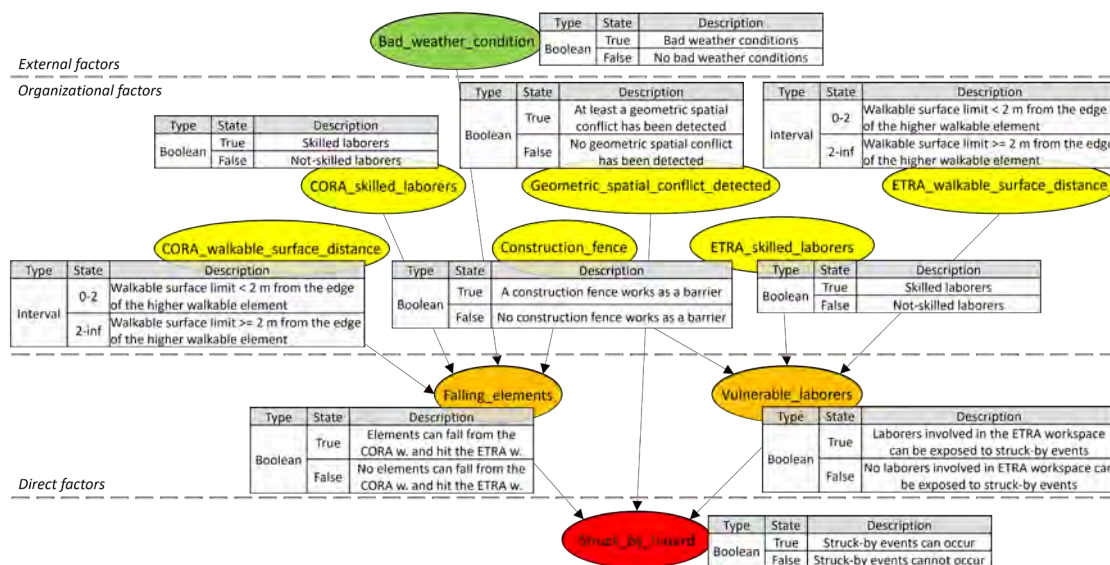 Bad_weather_condition
Type State Description
Boolean True Bad weather conditions
False No bad weather conditions
External factors
Organizational factors
Type State Description
Boolean True Skilled laborers
False Not-skilled laborers
CORA_skilled_laborers
Type State Description
Boolean True At least a geometric spatial
conflict has been detected
False No geometric spatial conflict
has been detected
Geometric_spatial_conflict_detected
Type State Description
Interval 0-2 Walkable surface limit < 2 m from the edge
of the higher walkable element
2-inf Walkable surface limit >= 2 m from the edge
of the higher walkable element
ETRA_walkable_surface_distance
CORA_walkable_surface_distance
Type State Description
Interval 0-2 Walkable surface limit < 2 m from the edge
of the higher walkable element
2-inf Walkable surface limit >= 2 m from the edge
of the higher walkable element
Construction_fence
Type State Description
Boolean True A construction fence works as a barrier
False No construction fence works as a barrier
ETRA_skilled_laborers
Type State Description
Boolean True Skilled laborers
False Not-skilled laborers
Falling_elements
Type State Description
Boolean True Elements can fall from the
CORA w. and hit the ETRA w.
False No elements can fall from the
CORA w. and hit the ETRA w.
Vulnerable_laborers
Type State Description
Boolean True Laborers involved in the ETRA workspace
can be exposed to struck-by events
False No laborers involved in ETRA workspace can
be exposed to struck-by events
Direct factors
Struck_by_hazard
Type State Description
Boolean True Struck-by events can occur
False Struck-by events cannot occur